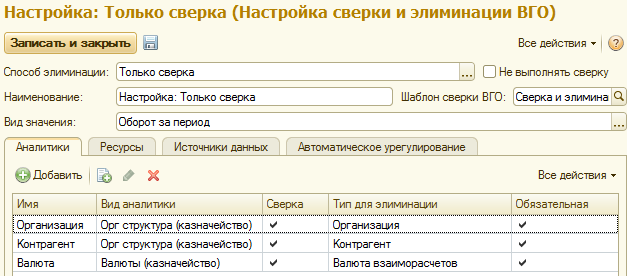 Настройка: Только сверка (Настройка сверки и элиминации ВГО)
Записать и закрыть Все действия ?
Способ элиминации: Только сверка ... Не выполнять сверку
Наименование: Настройка: Только сверка Шаблон сверки ВГО: Сверка и элимина
Вид значения: Оборот за период ...
Аналитики Ресурсы Источники данных Автоматическое урегулирование
Добавить Все действия
Имя Вид аналитики Сверка Тип для элиминации Обязательная
Организация Орг структура (казначейство) Организация
Контрагент Орг структура (казначейство) Контрагент
Валюта Валюты (казначейство) Валюта взаиморасчетов